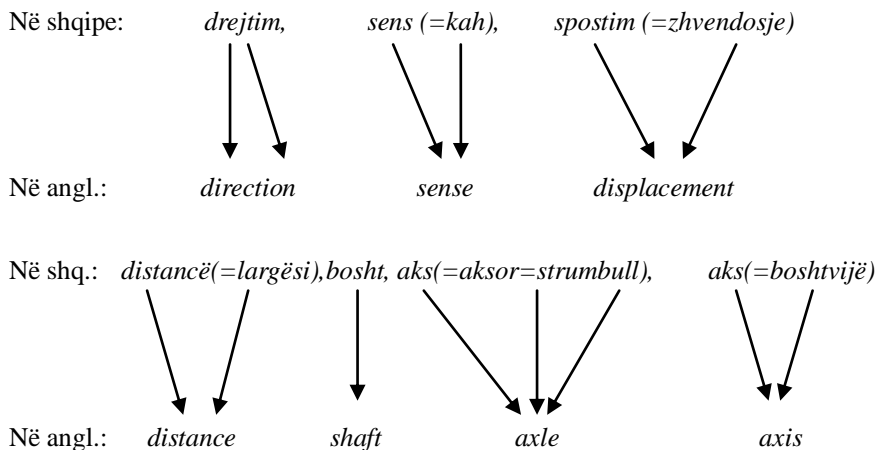 Në shqipe: drejtim, sens (=kah), spostim (=zhvendosje)
Në angl.: direction sense displacement
Në shq.: distancë(=largësi),bosht, aks(=aksor=strumbull), aks(=boshtvijë)
Në angl.: distance shaft axle axis